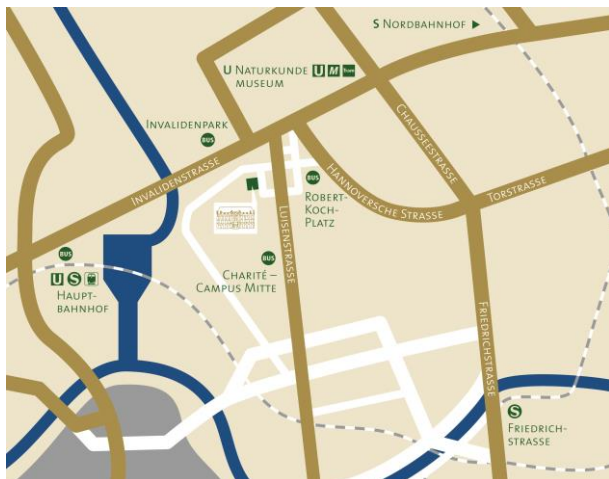 S NORDBAHNHOF
U NATURKUNDE
MUSEUM
U M Tram
INVALIDENPARK
BUS
INVALIDENSTRASSE
CHAUSSEESTRASSE
HANNOVERSCHE STRASSE
TORSTRASSE
BUS
ROBERT-
KOCH-
PLATZ
LUISENSTRASSE
BUS
CHARITÉ –
CAMPUS MITTE
BUS
U S
HAUPT-
BAHNHOF
FRIEDRICHSTRASSE
S
FRIEDRICH-
STRASSE